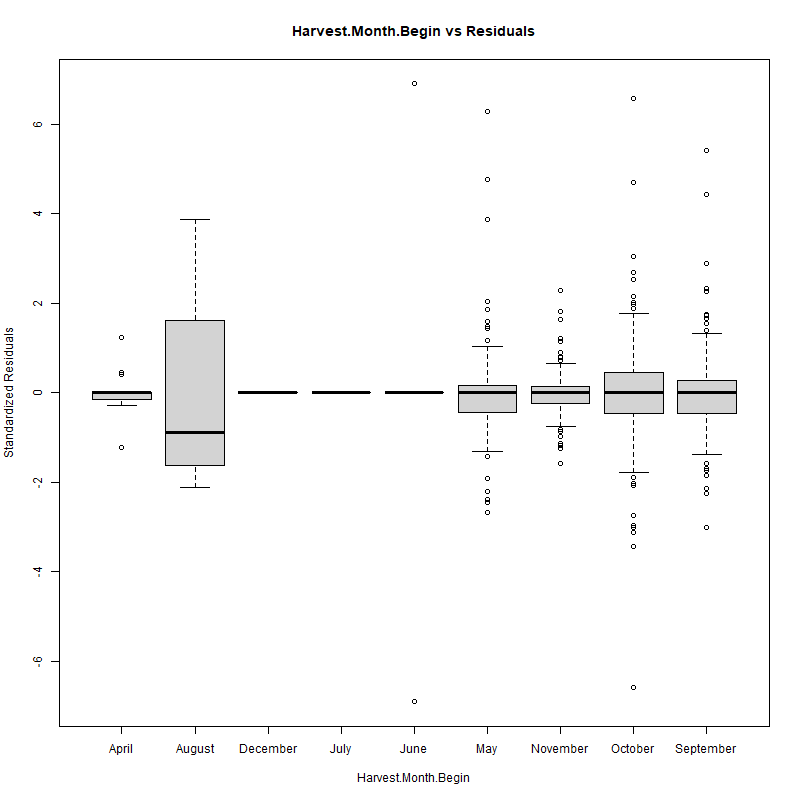 Harvest.Month.Begin vs Residuals
Standardized Residuals
6
4
2
0
-2
-4
-6
April August December July June May November October September
Harvest.Month.Begin